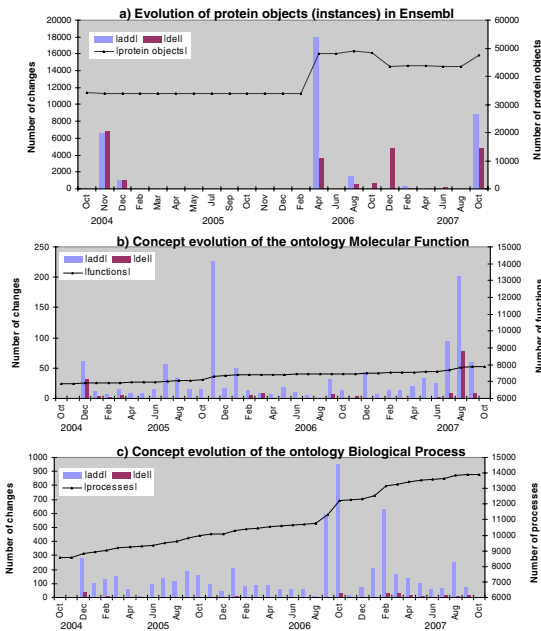 a) Evolution of protein objects (instances) in Ensembl
20000
18000
16000
14000
12000
10000
8000
6000
4000
2000
0
60000
50000
40000
30000
20000
10000
0
|add|
|del|
|protein objects|
Number of changes
Number of protein objects
Oct Nov Dec Feb Mar Apr May Jul Sep Oct Nov Dec Feb Apr Jun Aug Oct Dec Feb Apr Jun Aug Oct
2004 2005 2006 2007
b) Concept evolution of the ontology Molecular Function
250
200
150
100
50
0
15000
14000
13000
12000
11000
10000
9000
8000
7000
6000
|add|
|del|
|functions|
Number of changes
Number of functions
Oct Dec Feb Apr Jun Aug Oct Dec Feb Apr Jun Aug Oct Dec Feb Apr Jun Aug Oct
2004 2005 2006 2007
c) Concept evolution of the ontology Biological Process
1000
900
800
700
600
500
400
300
200
100
0
15000
14000
13000
12000
11000
10000
9000
8000
7000
6000
|add|
|del|
|processes|
Number of changes
Number of processes
Oct Dec Feb Apr Jun Aug Oct Dec Feb Apr Jun Aug Oct Dec Feb Apr Jun Aug Oct
2004 2005 2006 2007